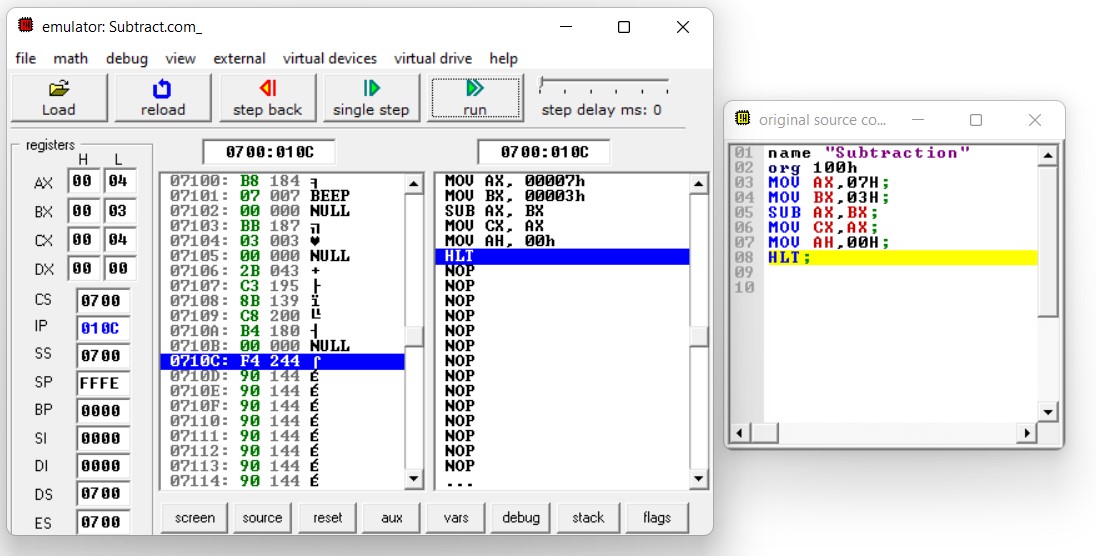 emulator: Subtract.com_
file math debug view external virtual devices virtual drive help
Load reload step back single step run step delay ms: 0
registers
H L
AX 00 04
BX 00 03
CX 00 04
DX 00 00
CS 0700
IP 010C
SS 0700
SP FFFE
BP 0000
SI 0000
DI 0000
DS 0700
ES 0700
0700:010C
07100: B8 184 ╕
07101: 07 007 BEEP
07102: 00 000 NULL
07103: BB 187 ╗
07104: 03 003 ♥
07105: 00 000 NULL
07106: 2B 043 +
07107: C3 195 ├
07108: 8B 139 ï
07109: C8 200 ╚
0710A: B4 180 ┤
0710B: 00 000 NULL
0710C: F4 244 ⌠
0710D: 90 144 É
0710E: 90 144 É
0710F: 90 144 É
07110: 90 144 É
07111: 90 144 É
07112: 90 144 É
07113: 90 144 É
07114: 90 144 É
0700:010C
MOV AX, 00007h
MOV BX, 00003h
SUB AX, BX
MOV CX, AX
MOV AH, 00h
HLT
NOP
NOP
NOP
NOP
NOP
NOP
NOP
NOP
NOP
NOP
NOP
NOP
NOP
NOP
...
screen source reset aux vars debug stack flags
original source co...
01 name "Subtraction"
02 org 100h
03 MOV AX,07H;
04 MOV BX,03H;
05 SUB AX,BX;
06 MOV CX,AX;
07 MOV AH,00H;
08 HLT;
09
10